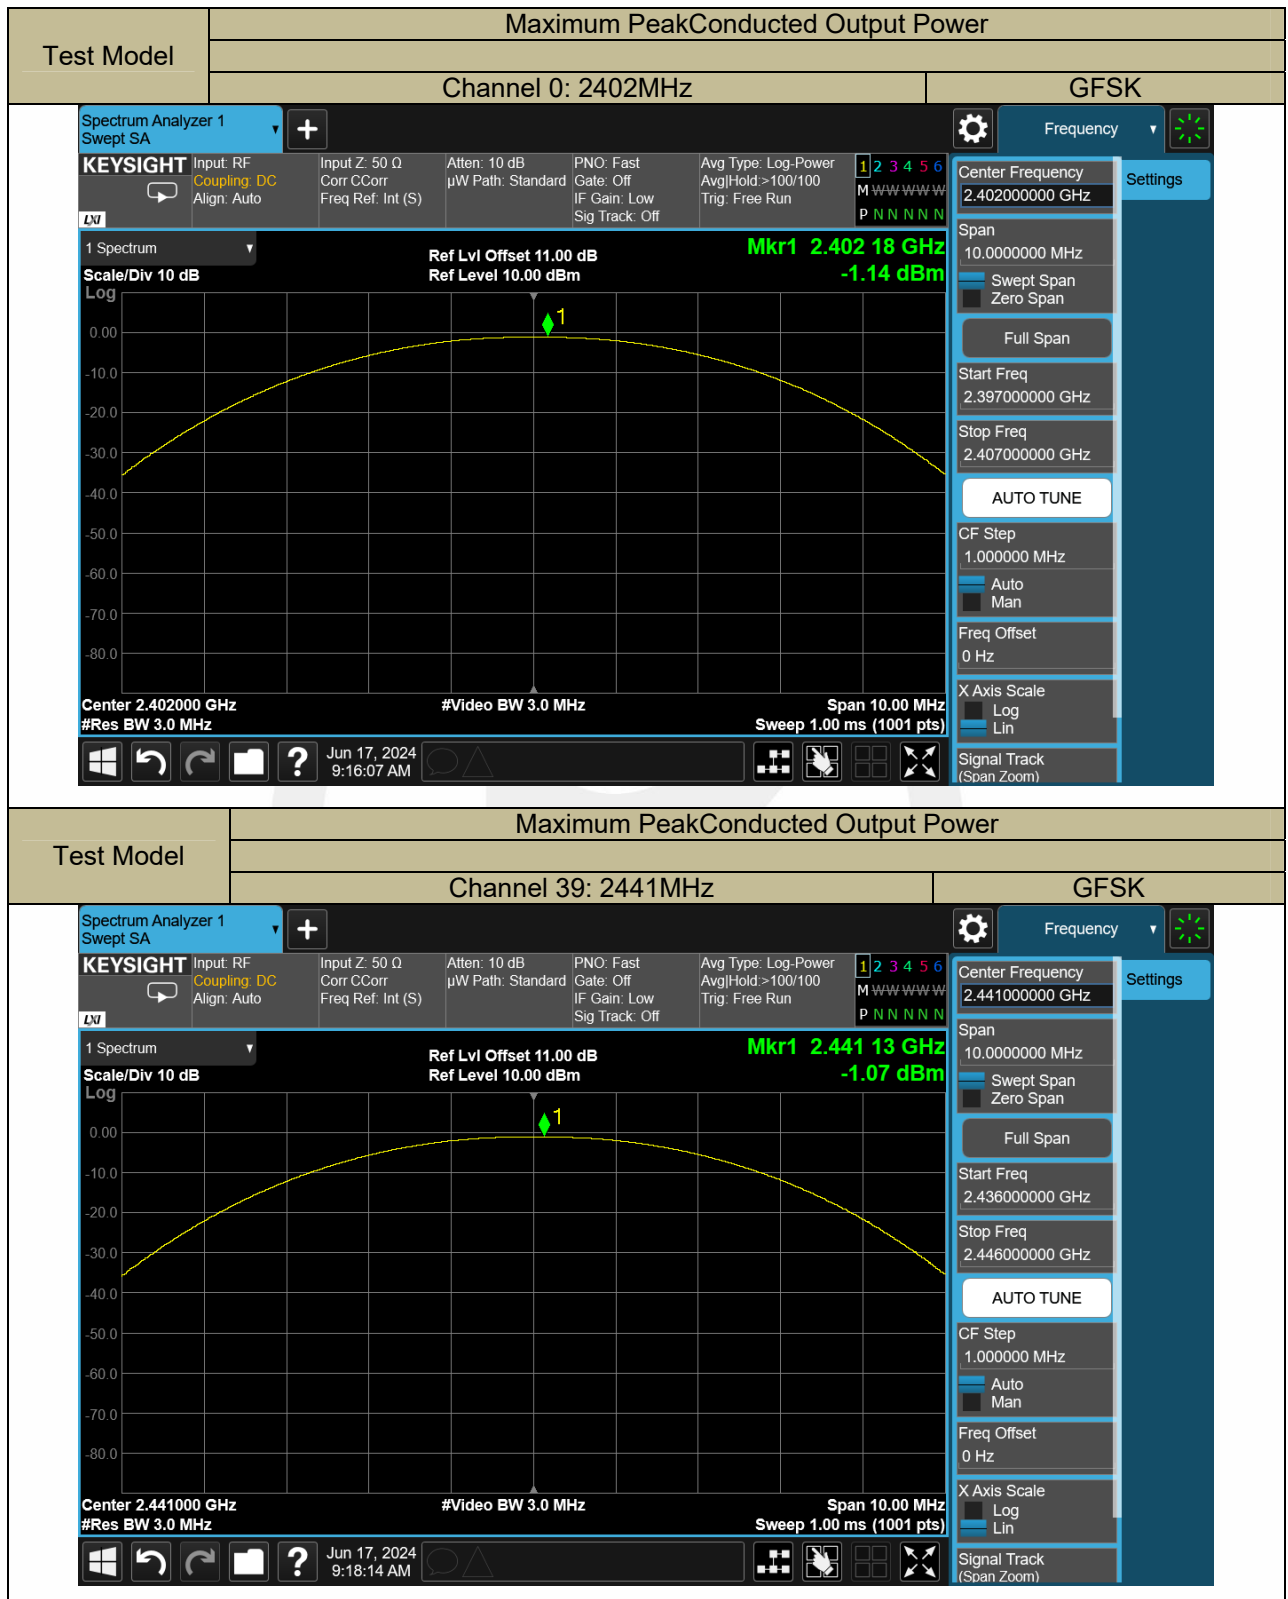 Test Model
Maximum PeakConducted Output Power
Channel 0: 2402MHz
GFSK
Spectrum Analyzer 1
Swept SA
Frequency
KEYSIGHT
LXI
Input: RF
Coupling: DC
Align: Auto
Input Z: 50 Ω
Corr CCorr
Freq Ref: Int (S)
Atten: 10 dB
µW Path: Standard
PNO: Fast
Gate: Off
IF Gain: Low
Sig Track: Off
Avg Type: Log-Power
Avg|Hold:>100/100
Trig: Free Run
1 2 3 4 5 6
M W W W W W
P N N N N N
1 Spectrum
Scale/Div 10 dB
Ref Lvl Offset 11.00 dB
Ref Level 10.00 dBm
Mkr1 2.402 18 GHz
-1.14 dBm
Log
1
0.00
-10.0
-20.0
-30.0
-40.0
-50.0
-60.0
-70.0
-80.0
Center 2.402000 GHz
#Res BW 3.0 MHz
#Video BW 3.0 MHz
Span 10.00 MHz
Sweep 1.00 ms (1001 pts)
?
Jun 17, 2024
9:16:07 AM
Center Frequency
2.402000000 GHz
Settings
Span
10.0000000 MHz
Swept Span
Zero Span
Full Span
Start Freq
2.397000000 GHz
Stop Freq
2.407000000 GHz
AUTO TUNE
CF Step
1.000000 MHz
Auto
Man
Freq Offset
0 Hz
X Axis Scale
Log
Lin
Signal Track
(Span Zoom)
Test Model
Maximum PeakConducted Output Power
Channel 39: 2441MHz
GFSK
Spectrum Analyzer 1
Swept SA
Frequency
KEYSIGHT
LXI
Input: RF
Coupling: DC
Align: Auto
Input Z: 50 Ω
Corr CCorr
Freq Ref: Int (S)
Atten: 10 dB
µW Path: Standard
PNO: Fast
Gate: Off
IF Gain: Low
Sig Track: Off
Avg Type: Log-Power
Avg|Hold:>100/100
Trig: Free Run
1 2 3 4 5 6
M W W W W W
P N N N N N
1 Spectrum
Scale/Div 10 dB
Ref Lvl Offset 11.00 dB
Ref Level 10.00 dBm
Mkr1 2.441 13 GHz
-1.07 dBm
Log
1
0.00
-10.0
-20.0
-30.0
-40.0
-50.0
-60.0
-70.0
-80.0
Center 2.441000 GHz
#Res BW 3.0 MHz
#Video BW 3.0 MHz
Span 10.00 MHz
Sweep 1.00 ms (1001 pts)
?
Jun 17, 2024
9:18:14 AM
Center Frequency
2.441000000 GHz
Settings
Span
10.0000000 MHz
Swept Span
Zero Span
Full Span
Start Freq
2.436000000 GHz
Stop Freq
2.446000000 GHz
AUTO TUNE
CF Step
1.000000 MHz
Auto
Man
Freq Offset
0 Hz
X Axis Scale
Log
Lin
Signal Track
(Span Zoom)